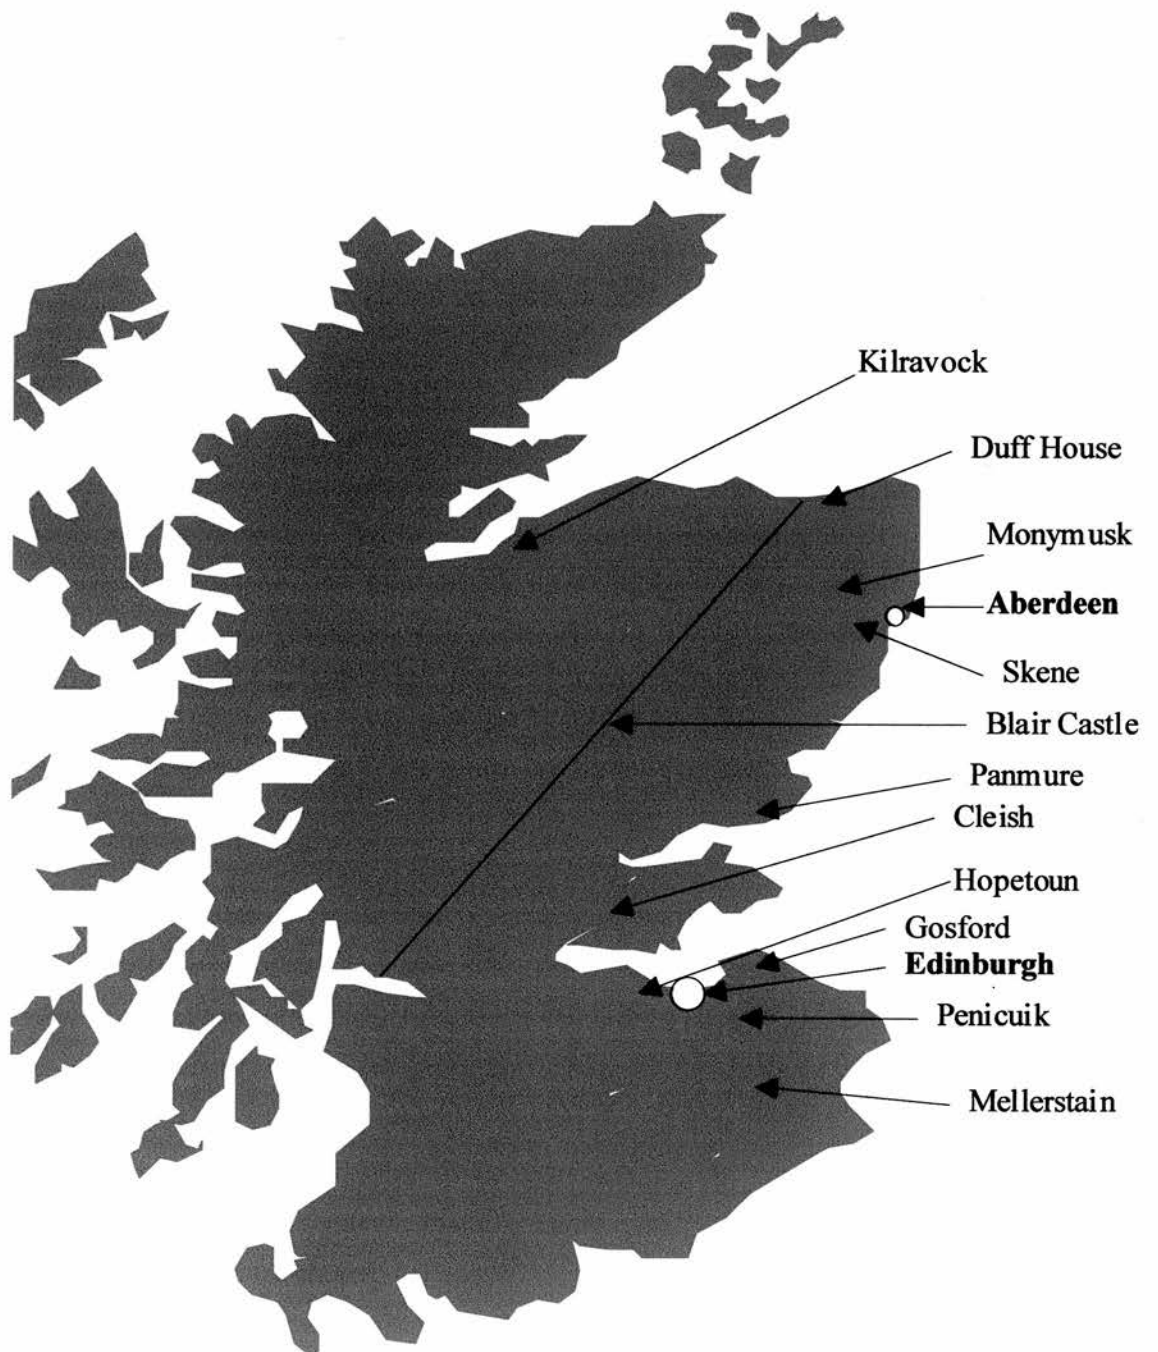 Kilravock
Duff House
Monymusk
Aberdeen
Skene
Blair Castle
Panmure
Cleish
Hopetoun
Gosford
Edinburgh
Penicuik
Mellerstain